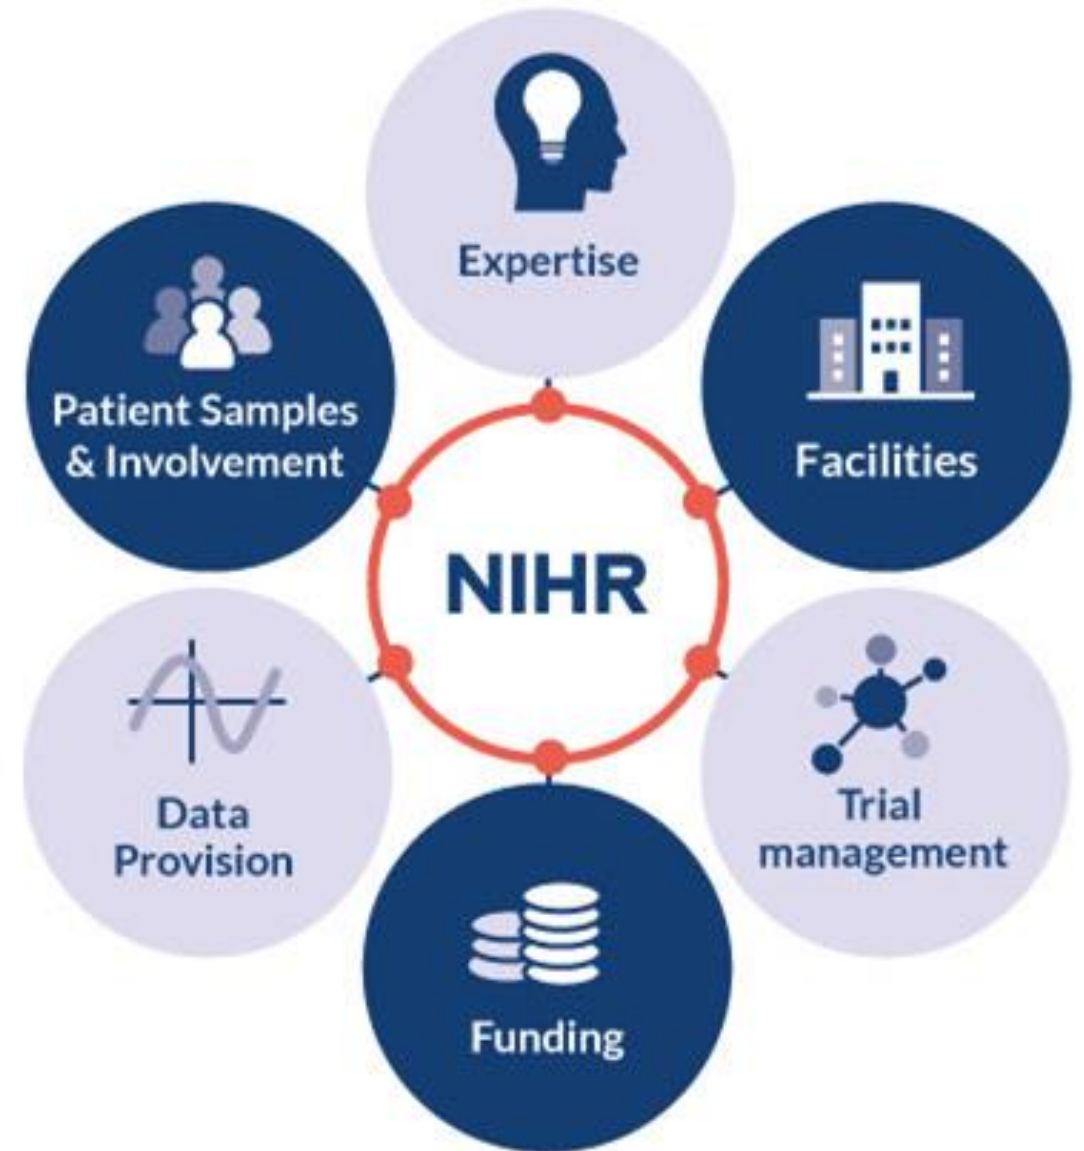 Expertise
Patient Samples
& Involvement
Facilities
NIHR
Data
Provision
Trial
management
Funding